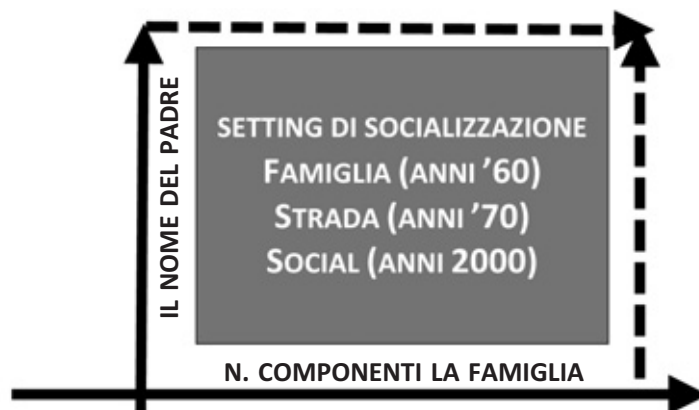 IL NOME DEL PADRE
SETTING DI SOCIALIZZAZIONE
FAMIGLIA (ANNI ’60)
STRADA (ANNI ’70)
SOCIAL (ANNI 2000)
N. COMPONENTI LA FAMIGLIA